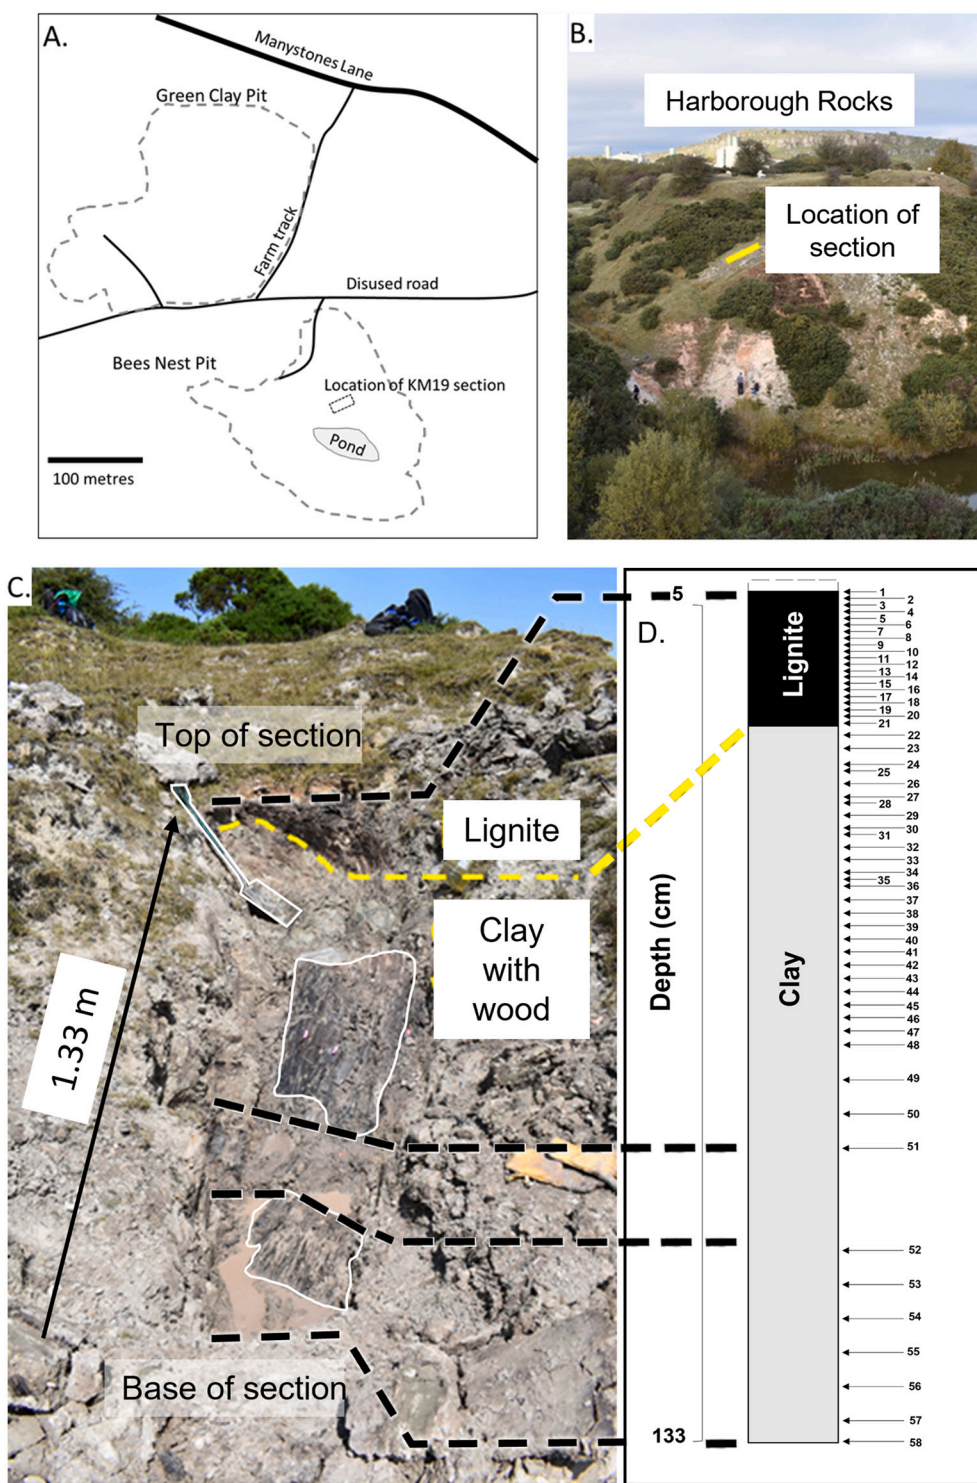 A.
Manystones Lane
Green Clay Pit
Farm track
Disused road
Bees Nest Pit
Location of KM19 section
Pond
100 metres
B.
Harborough Rocks
Location of
section
C.
Top of section
Lignite
Clay
with
wood
1.33 m
Base of section
D.
5
Depth (cm)
133
Lignite
Clay
1
2
3
4
5
6
7
8
9
10
11
12
13
14
15
16
17
18
19
20
21
22
23
24
25
26
27
28
29
30
31
32
33
34
35
36
37
38
39
40
41
42
43
44
45
46
47
48
49
50
51
52
53
54
55
56
57
58